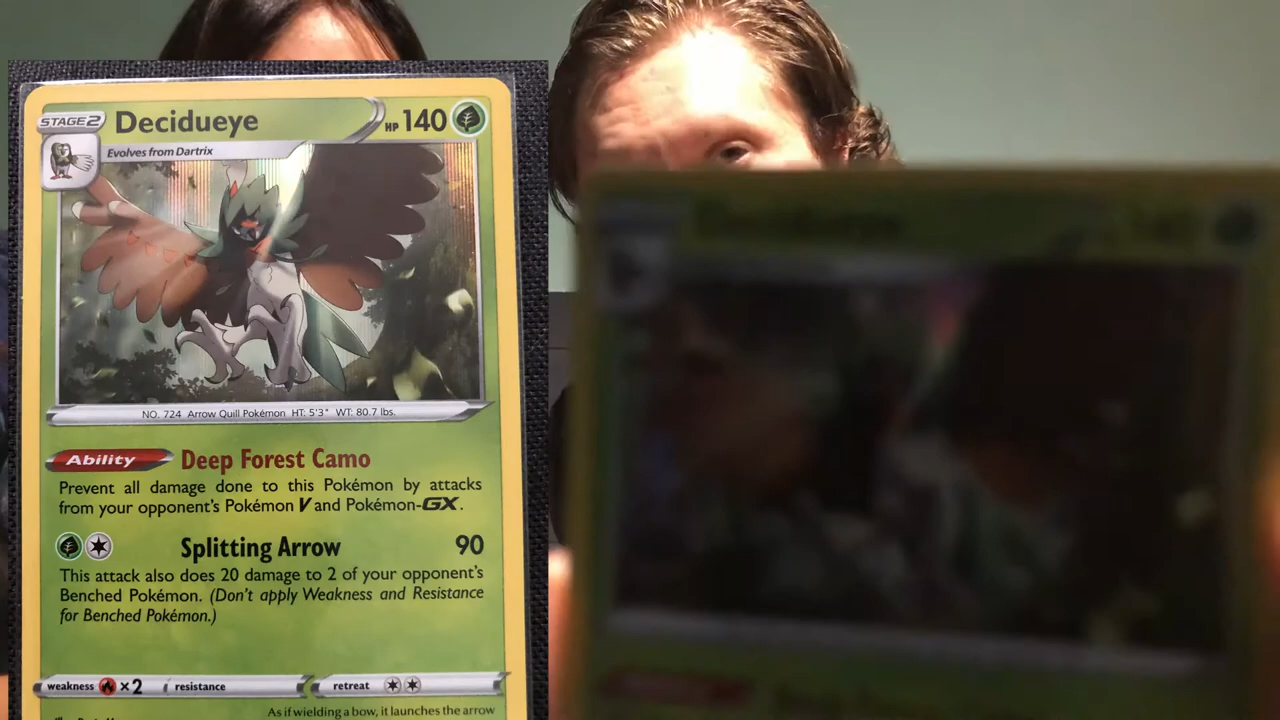 STAGE 2 Decidueye HP 140
Evolves from Dartrix
NO. 724 Arrow Quill Pokémon HT: 5'3" WT: 80.7 lbs.
Ability Deep Forest Camo
Prevent all damage done to this Pokémon by attacks
from your opponent's Pokémon V and Pokémon-GX.
Splitting Arrow 90
This attack also does 20 damage to 2 of your opponent's
Benched Pokémon. (Don't apply Weakness and Resistance
for Benched Pokémon.)
weakness ×2 resistance retreat
As if wielding a bow, it launches the arrow